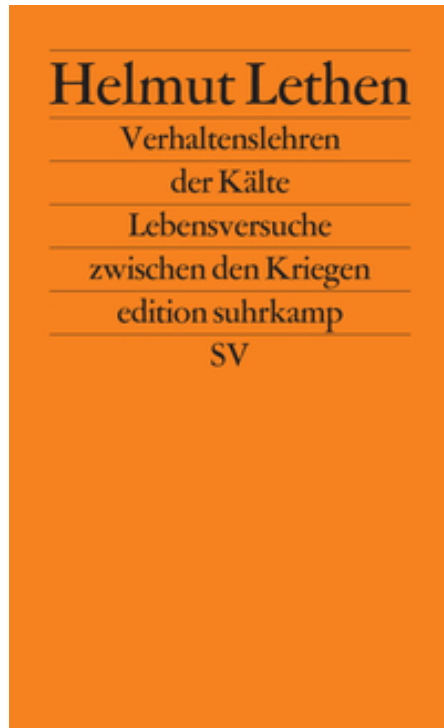 Helmut Lethen
Verhaltenslehren
der Kälte
Lebensversuche
zwischen den Kriegen
edition suhrkamp
SV